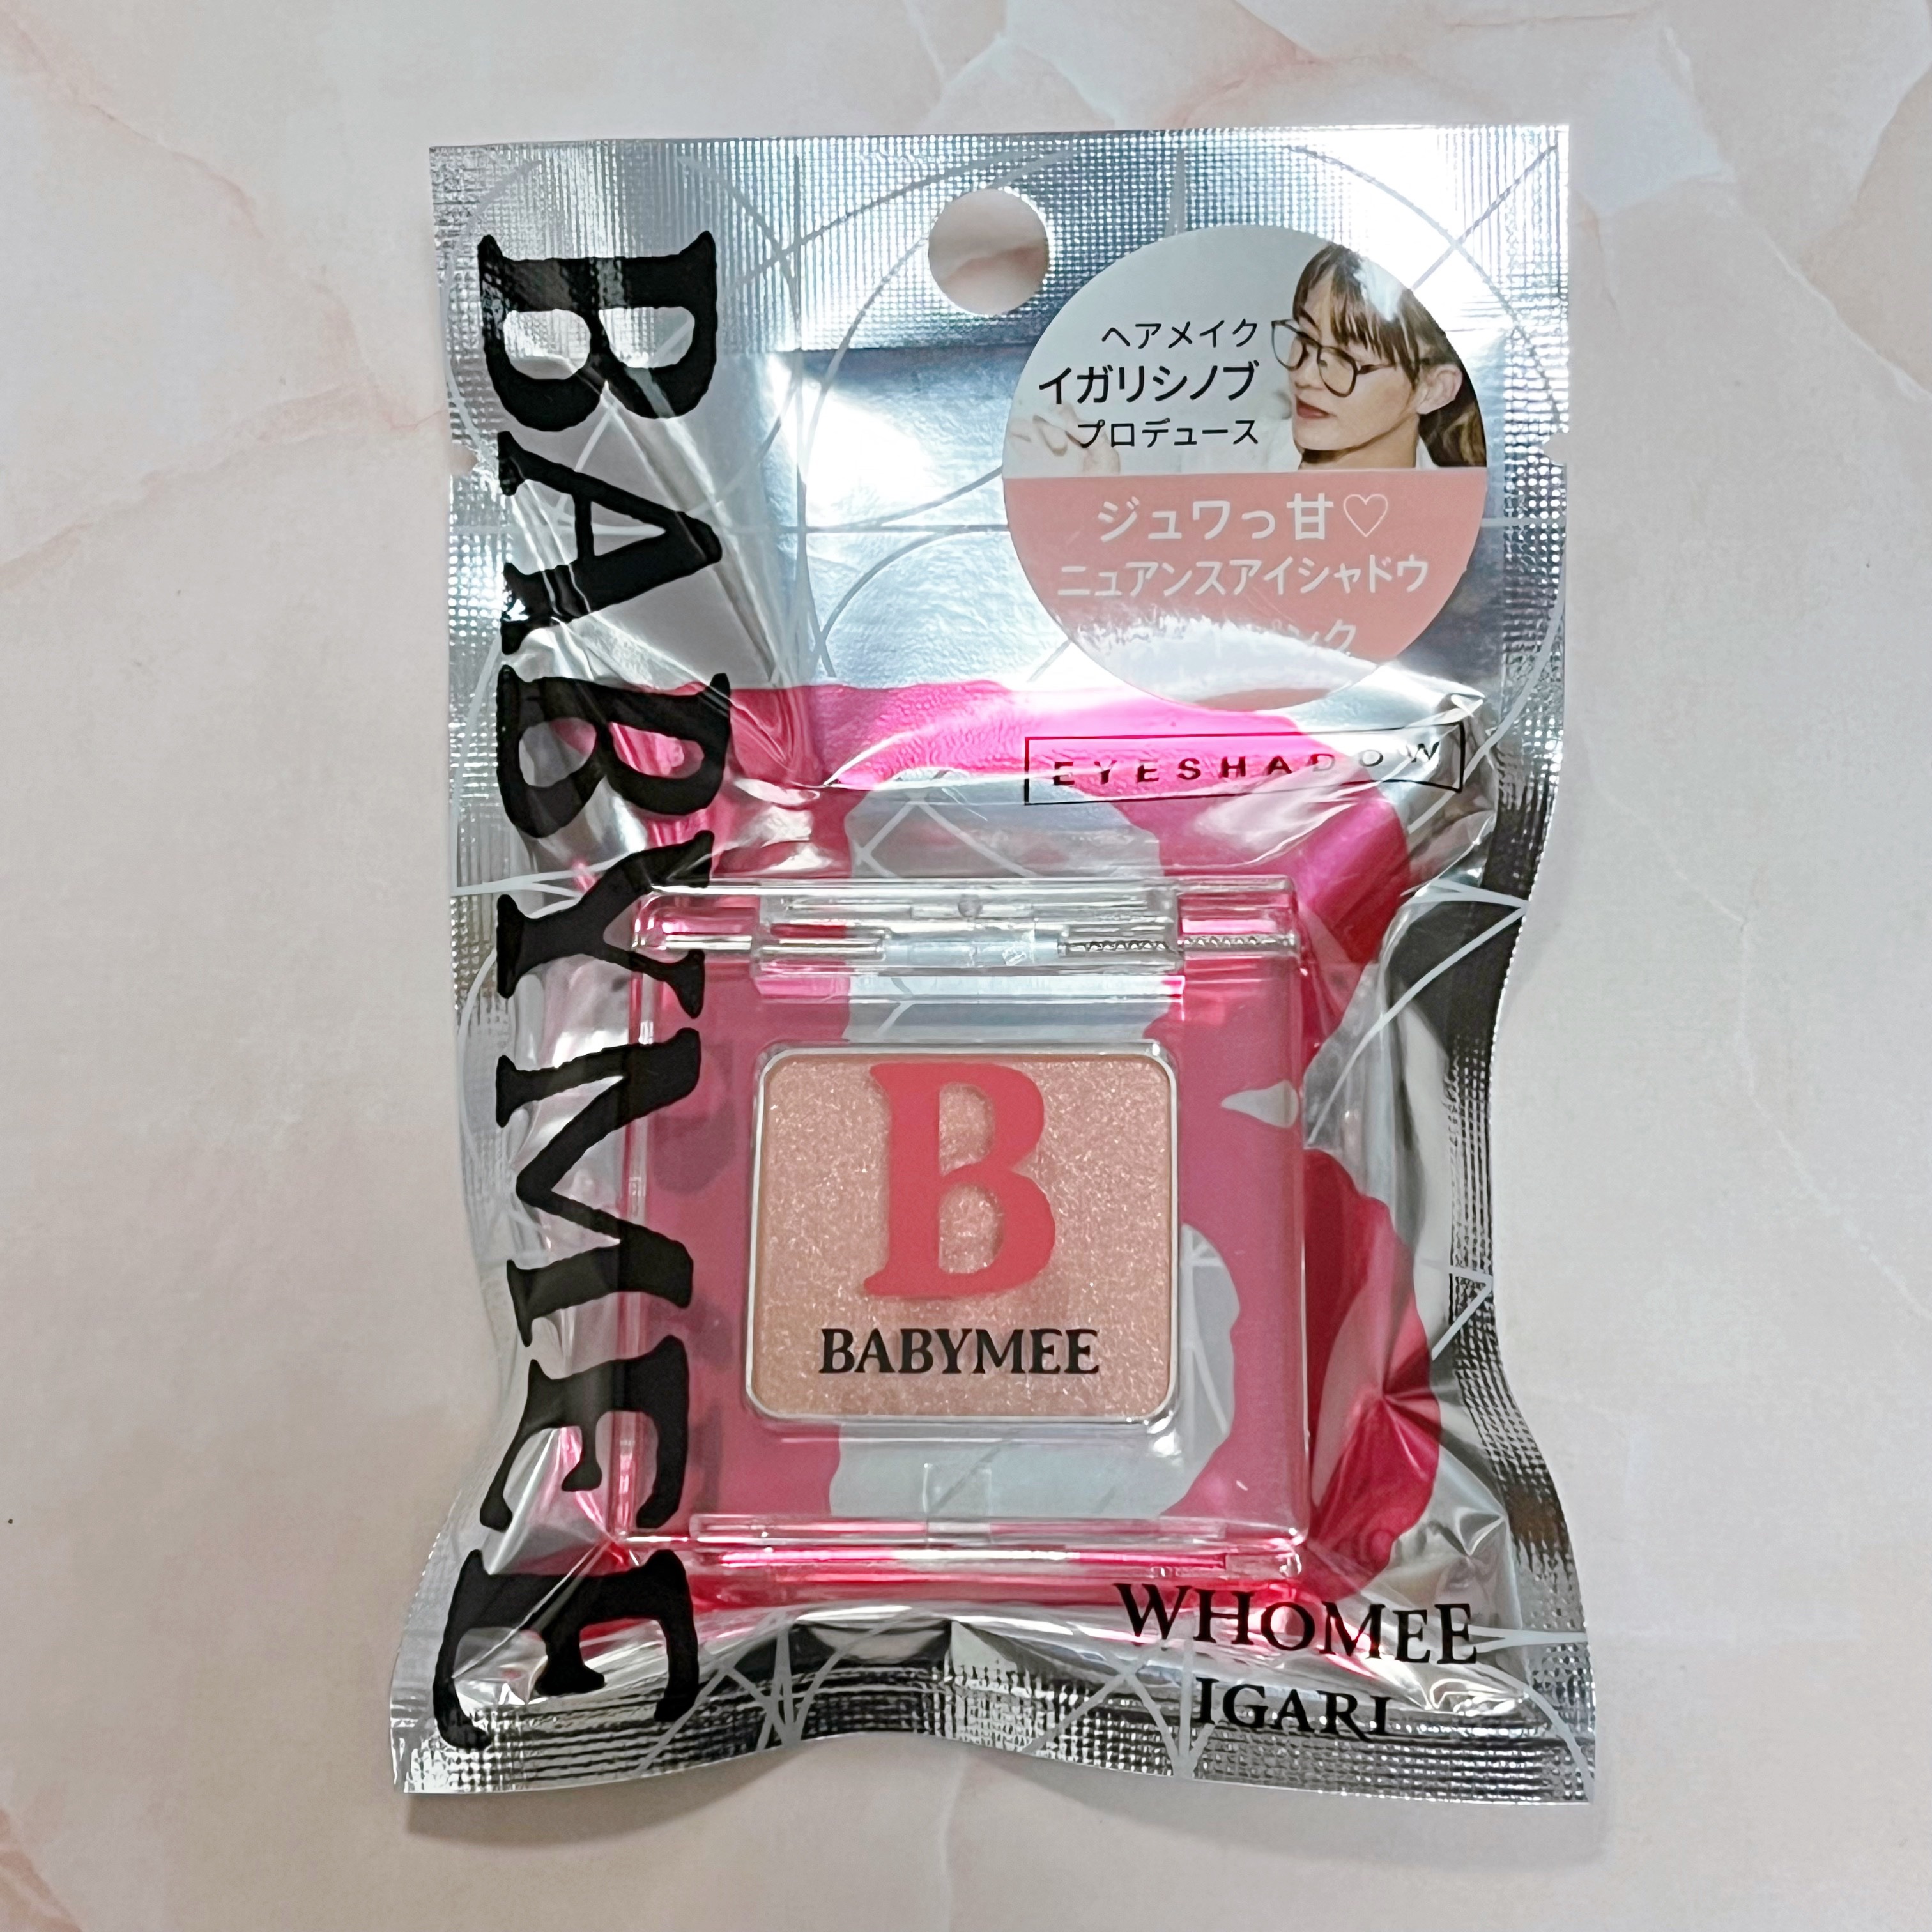 BABYMEE
ヘアメイク
イガリシノブ
プロデュース
ジュワっ甘♡
ニュアンスアイシャドウ
EYESHADOW
B
BABYMEE
WHOMEE
IGARI